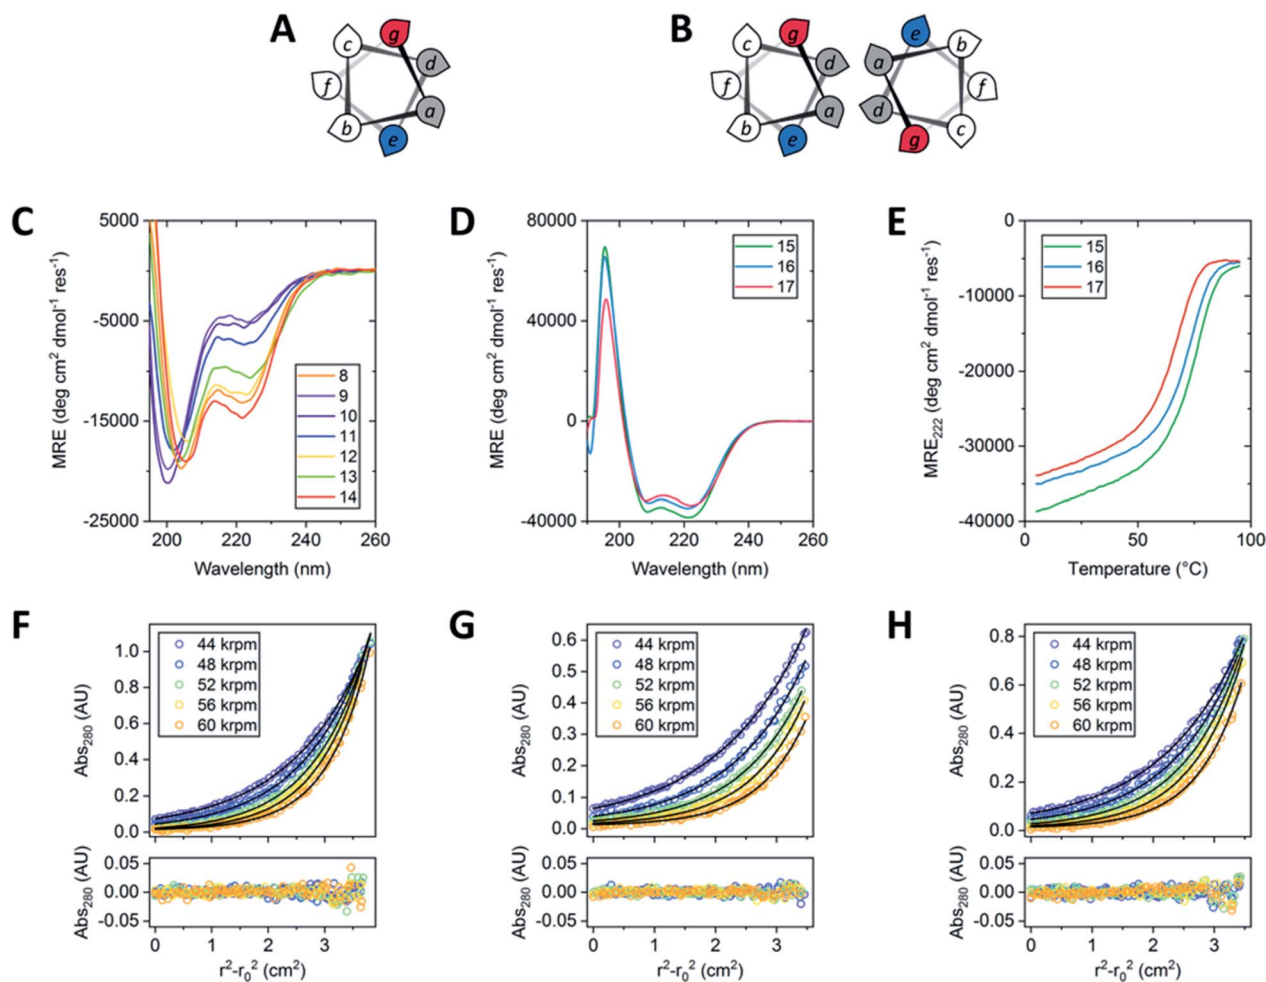 A
B
g
c
d
f
a
b
e
g
c
d
f
a
b
e
e
a
b
f
d
c
g
C
5000
-5000
-15000
-25000
MRE (deg cm² dmol⁻¹ res⁻¹)
200
220
240
260
Wavelength (nm)
8
9
10
11
12
13
14
D
80000
40000
0
-40000
MRE (deg cm² dmol⁻¹ res⁻¹)
200
220
240
260
Wavelength (nm)
15
16
17
E
0
-10000
-20000
-30000
-40000
MRE₂₂₂ (deg cm² dmol⁻¹ res⁻¹)
0
50
100
Temperature (°C)
15
16
17
F
44 krpm
48 krpm
52 krpm
56 krpm
60 krpm
1.0
0.8
0.6
0.4
0.2
0.0
Abs₂₈₀ (AU)
0.05
0.00
-0.05
Abs₂₈₀ (AU)
0
1
2
3
r²-r₀² (cm²)
G
44 krpm
48 krpm
52 krpm
56 krpm
60 krpm
0.6
0.5
0.4
0.3
0.2
0.1
0.0
Abs₂₈₀ (AU)
0.05
0.00
-0.05
Abs₂₈₀ (AU)
0
1
2
3
r²-r₀² (cm²)
H
44 krpm
48 krpm
52 krpm
56 krpm
60 krpm
0.8
0.6
0.4
0.2
0.0
Abs₂₈₀ (AU)
0.05
0.00
-0.05
Abs₂₈₀ (AU)
0
1
2
3
r²-r₀² (cm²)